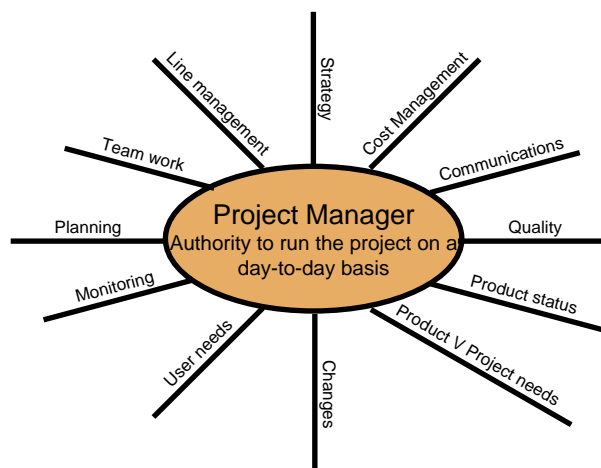 Strategy
Line management
Cost Management
Team work
Communications
Project Manager
Authority to run the project on a
day-to-day basis
Planning
Quality
Monitoring
Product status
User needs
Product V Project needs
Changes